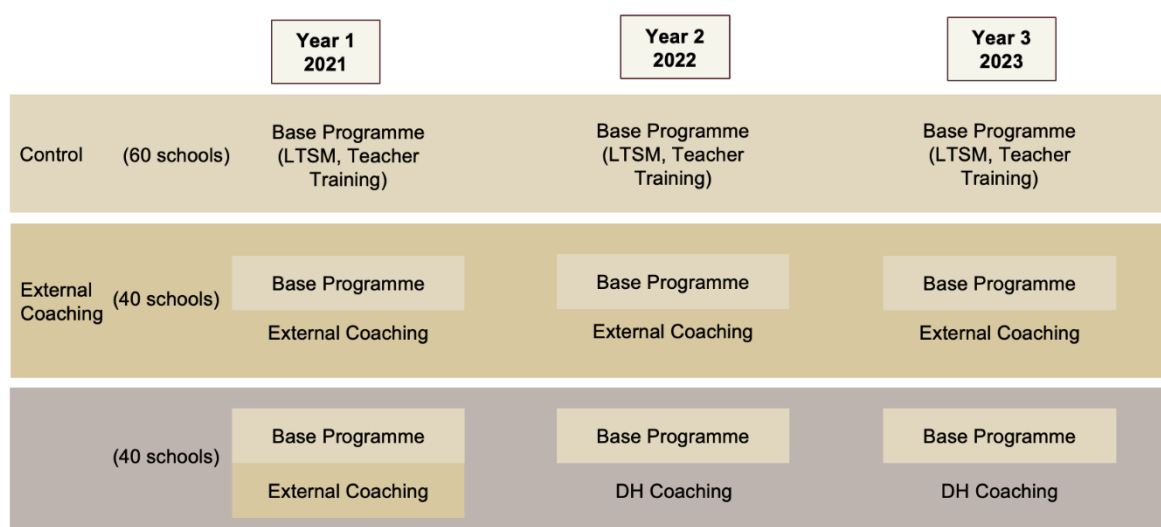 Year 1
2021
Year 2
2022
Year 3
2023
Control (60 schools)
Base Programme
(LTSM, Teacher
Training)
Base Programme
(LTSM, Teacher
Training)
Base Programme
(LTSM, Teacher
Training)
External
Coaching
(40 schools)
Base Programme
External Coaching
Base Programme
External Coaching
Base Programme
External Coaching
(40 schools)
Base Programme
External Coaching
Base Programme
DH Coaching
Base Programme
DH Coaching